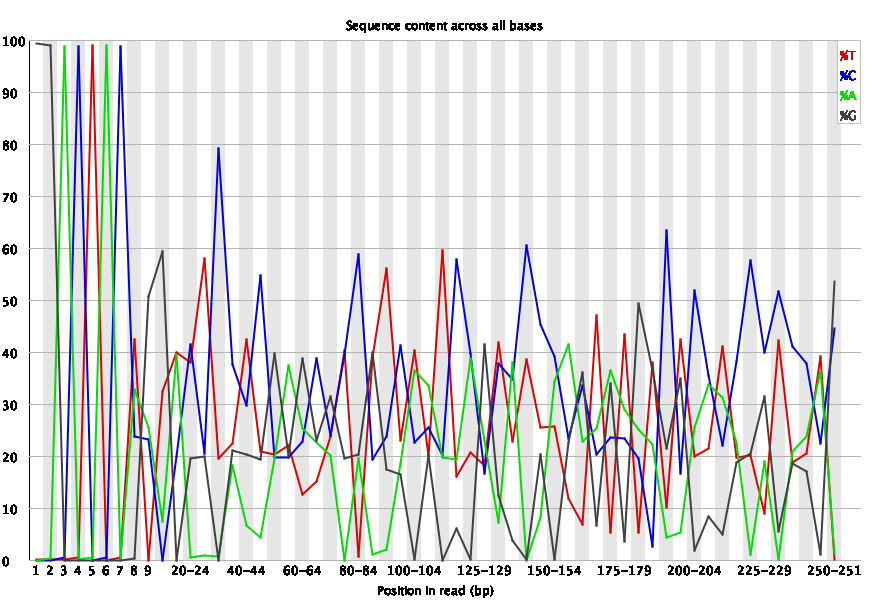 Sequence content across all bases
100
90
80
70
60
50
40
30
20
10
0
%T
%C
%A
%G
1 2 3 4 5 6 7 8 9 20-24 40-44 60-64 80-84 100-104 125-129 150-154 175-179 200-204 225-229 250-251
Position in read (bp)